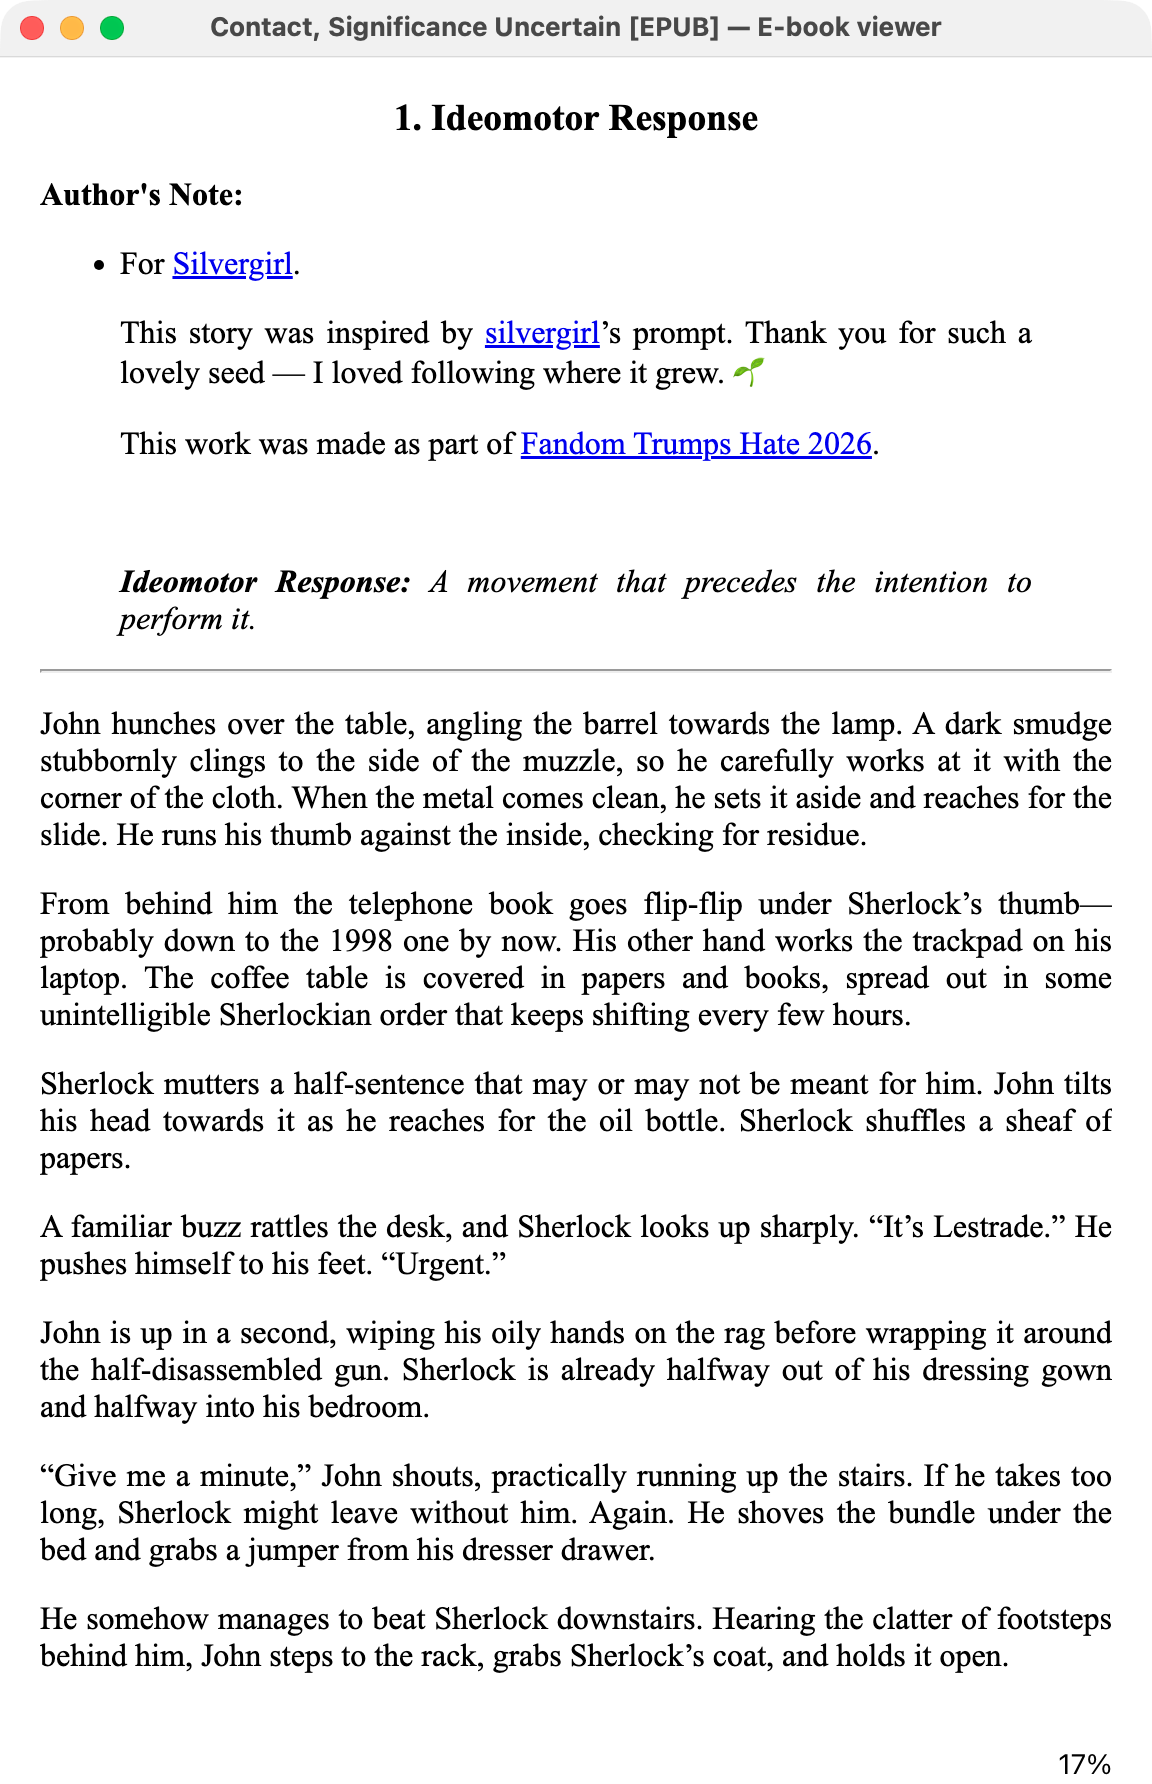 Contact, Significance Uncertain [EPUB] — E-book viewer
1. Ideomotor Response
Author's Note:
• For Silvergirl.
This story was inspired by silvergirl’s prompt. Thank you for such a
lovely seed — I loved following where it grew. 🌱
This work was made as part of Fandom Trumps Hate 2026.
Ideomotor Response: A movement that precedes the intention to
perform it.
John hunches over the table, angling the barrel towards the lamp. A dark smudge
stubbornly clings to the side of the muzzle, so he carefully works at it with the
corner of the cloth. When the metal comes clean, he sets it aside and reaches for the
slide. He runs his thumb against the inside, checking for residue.
From behind him the telephone book goes flip-flip under Sherlock’s thumb—
probably down to the 1998 one by now. His other hand works the trackpad on his
laptop. The coffee table is covered in papers and books, spread out in some
unintelligible Sherlockian order that keeps shifting every few hours.
Sherlock mutters a half-sentence that may or may not be meant for him. John tilts
his head towards it as he reaches for the oil bottle. Sherlock shuffles a sheaf of
papers.
A familiar buzz rattles the desk, and Sherlock looks up sharply. “It’s Lestrade.” He
pushes himself to his feet. “Urgent.”
John is up in a second, wiping his oily hands on the rag before wrapping it around
the half-disassembled gun. Sherlock is already halfway out of his dressing gown
and halfway into his bedroom.
“Give me a minute,” John shouts, practically running up the stairs. If he takes too
long, Sherlock might leave without him. Again. He shoves the bundle under the
bed and grabs a jumper from his dresser drawer.
He somehow manages to beat Sherlock downstairs. Hearing the clatter of footsteps
behind him, John steps to the rack, grabs Sherlock’s coat, and holds it open.
17%